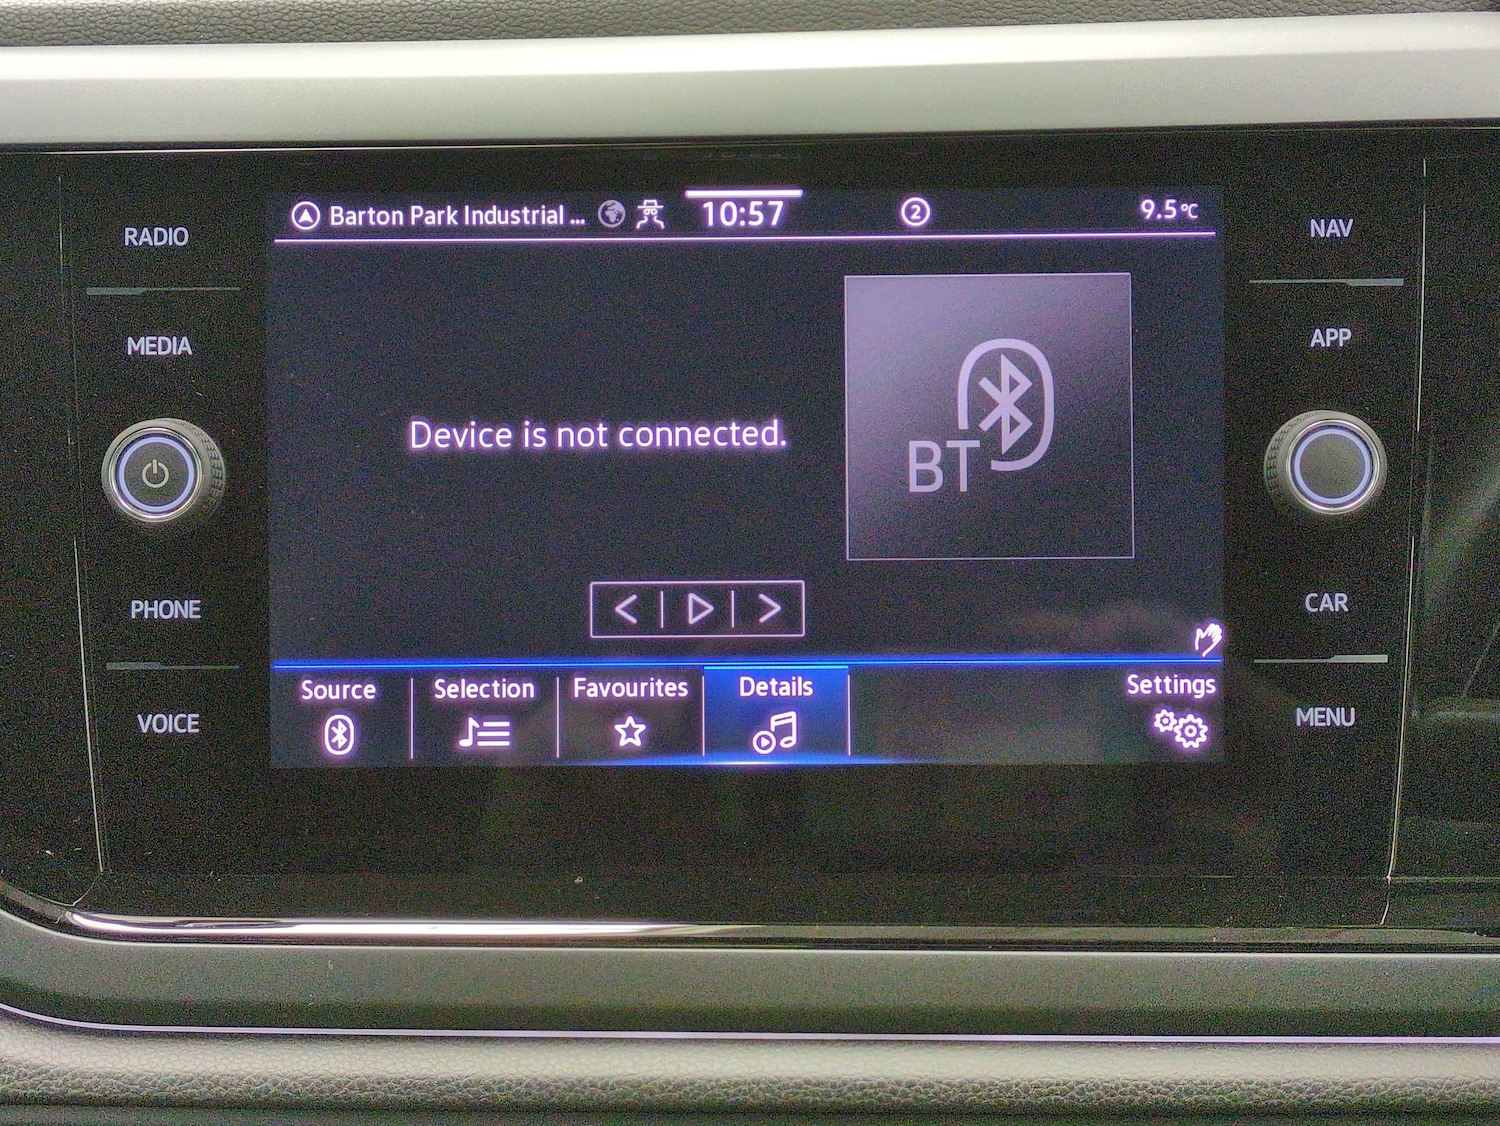 Barton Park Industrial ... 10:57 2 9.5°C
RADIO
MEDIA
PHONE
VOICE
Device is not connected.
BT
Source
Selection
Favourites
Details
Settings
NAV
APP
CAR
MENU